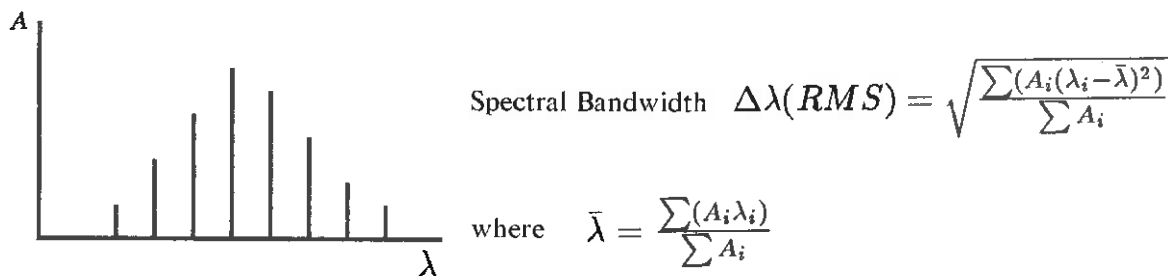 A
Spectral Bandwidth Δλ(RMS) = √(∑(A_i(λ_i−λ̄)²)/∑A_i)
where λ̄ = ∑(A_iλ_i)/∑A_i
λ